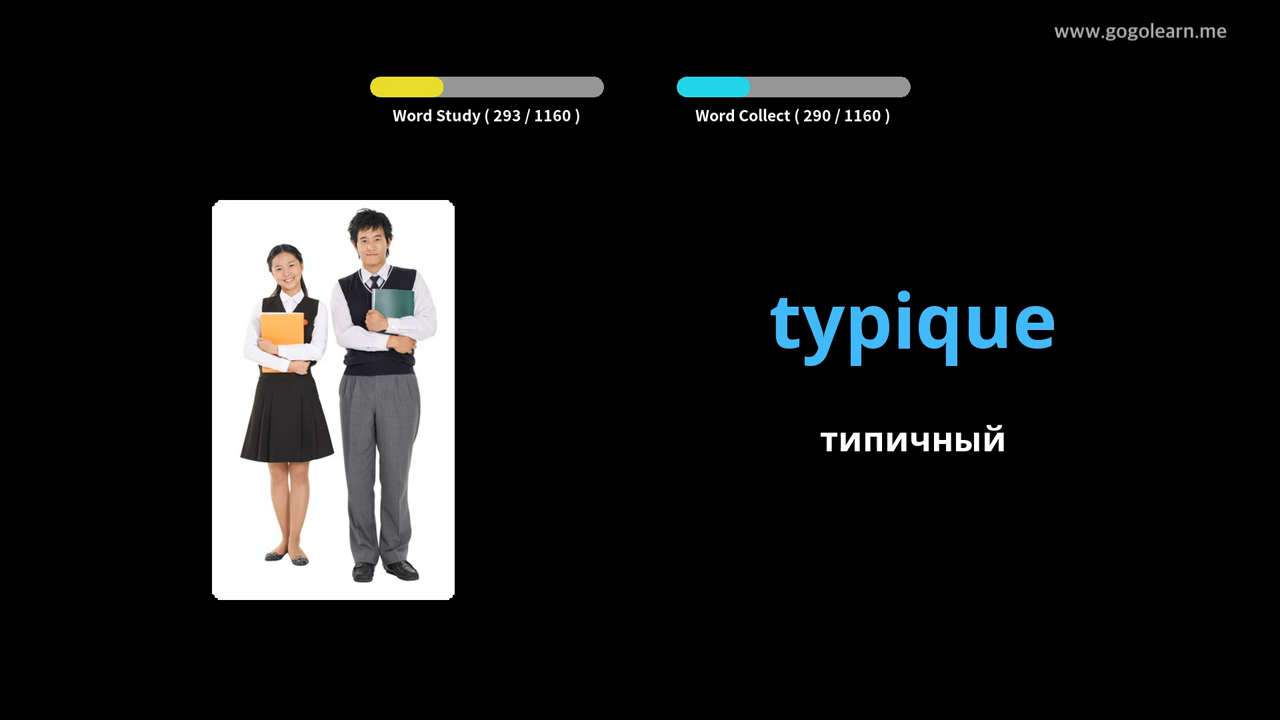 www.gogolearn.me
Word Study ( 293 / 1160 )
Word Collect ( 290 / 1160 )
typique
типичный